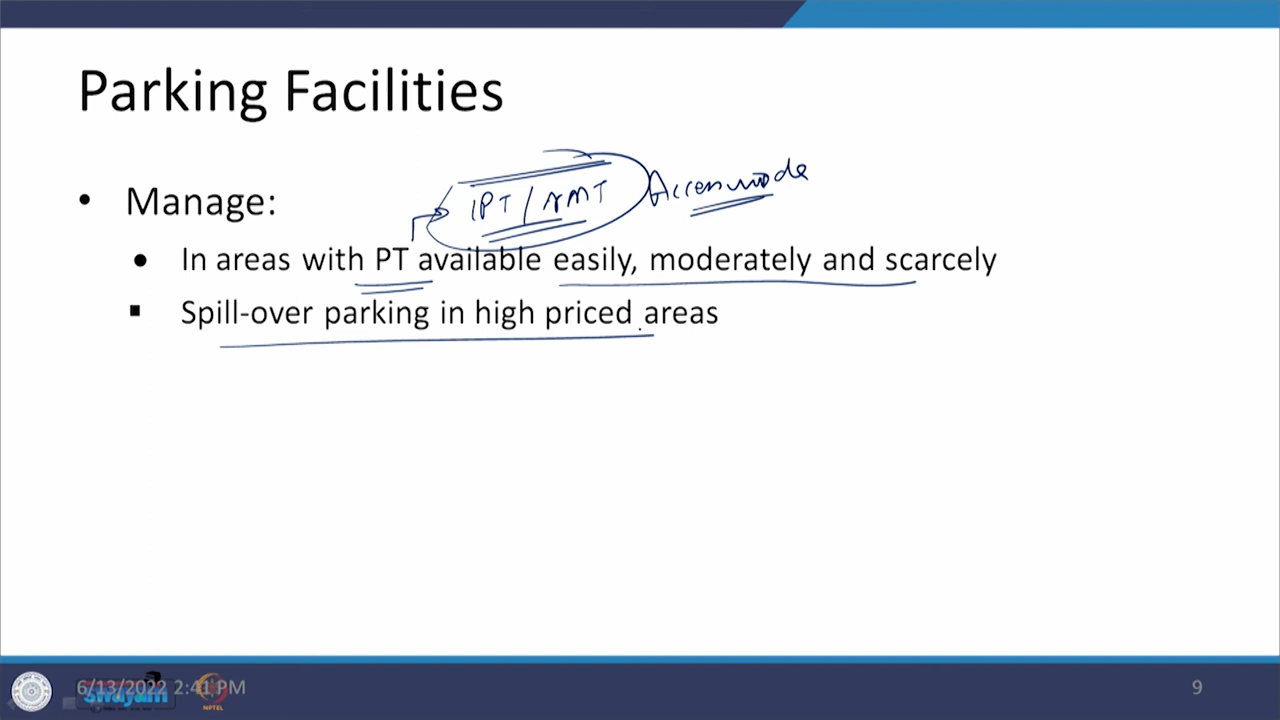 Parking Facilities
• Manage:
IPT / NMT Access mode
• In areas with PT available easily, moderately and scarcely
▪ Spill-over parking in high priced areas
6/13/2022 2:41 PM
swayam
NPTEL
9